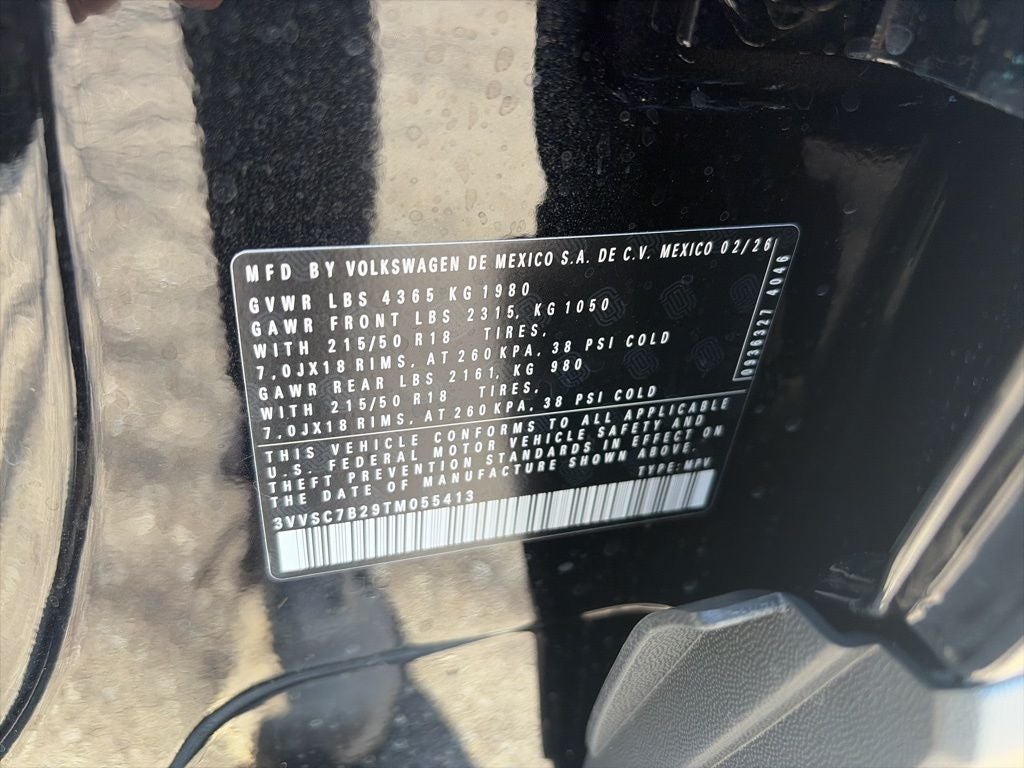 MFD BY VOLKSWAGEN DE MEXICO S.A. DE C.V. MEXICO 02/26
GVWR LBS 4365 KG 1980
GAWR FRONT LBS 2315, KG 1050
WITH 215/50 R18 TIRES,
7,0JX18 RIMS, AT 260 KPA, 38 PSI COLD
GAWR REAR LBS 2161, KG 980
WITH 215/50 R18 TIRES,
7,0JX18 RIMS, AT 260 KPA, 38 PSI COLD
THIS VEHICLE CONFORMS TO ALL APPLICABLE
U.S. FEDERAL MOTOR VEHICLE SAFETY AND
THEFT PREVENTION STANDARDS IN EFFECT ON
THE DATE OF MANUFACTURE SHOWN ABOVE.
3VVSC7B29TM055413 TYPE: MPV
4046